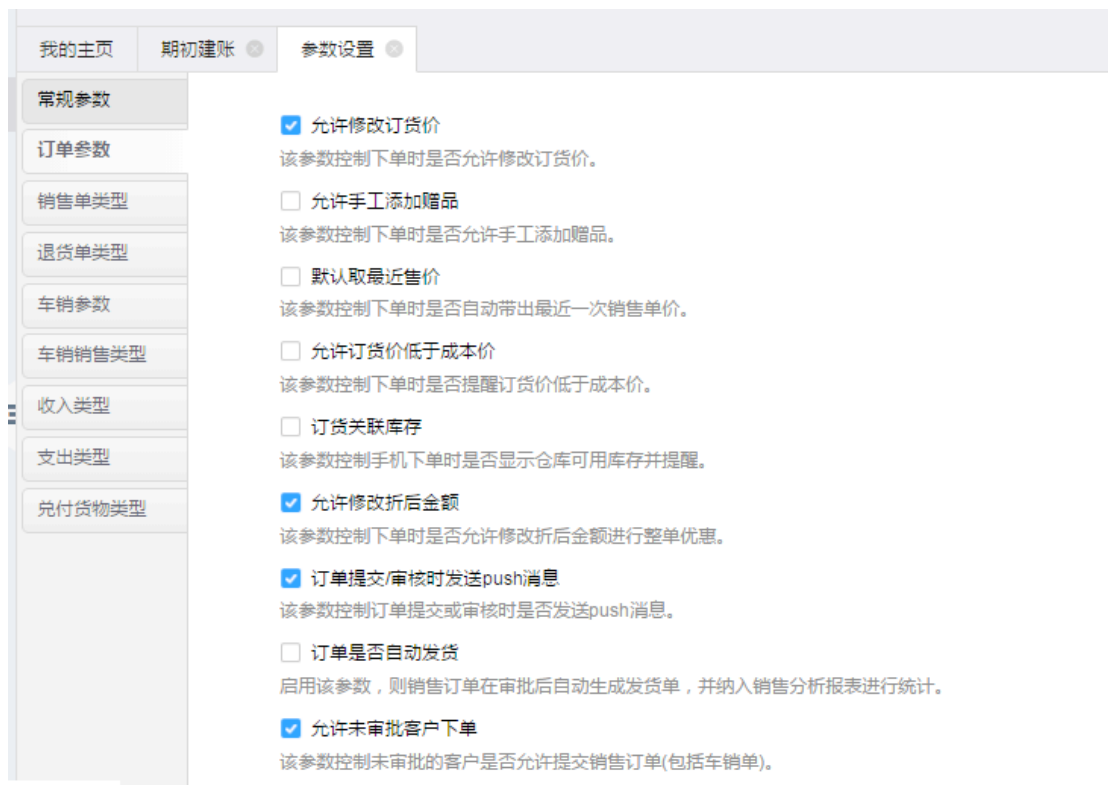 我的主页 期初建账 参数设置
常规参数
订单参数
销售单类型
退货单类型
车销参数
车销销售类型
收入类型
支出类型
兑付货物类型
允许修改订货价
该参数控制下单时是否允许修改订货价。
允许手工添加赠品
该参数控制下单时是否允许手工添加赠品。
默认取最近售价
该参数控制下单时是否自动带出最近一次销售单价。
允许订货价低于成本价
该参数控制下单时是否提醒订货价低于成本价。
订货关联库存
该参数控制手机下单时是否显示仓库可用库存并提醒。
允许修改折后金额
该参数控制下单时是否允许修改折后金额进行整单优惠。
订单提交/审核时发送push消息
该参数控制订单提交或审核时是否发送push消息。
订单是否自动发货
启用该参数，则销售订单在审批后自动生成发货单，并纳入销售分析报表进行统计。
允许未审批客户下单
该参数控制未审批的客户是否允许提交销售订单(包括车销单)。